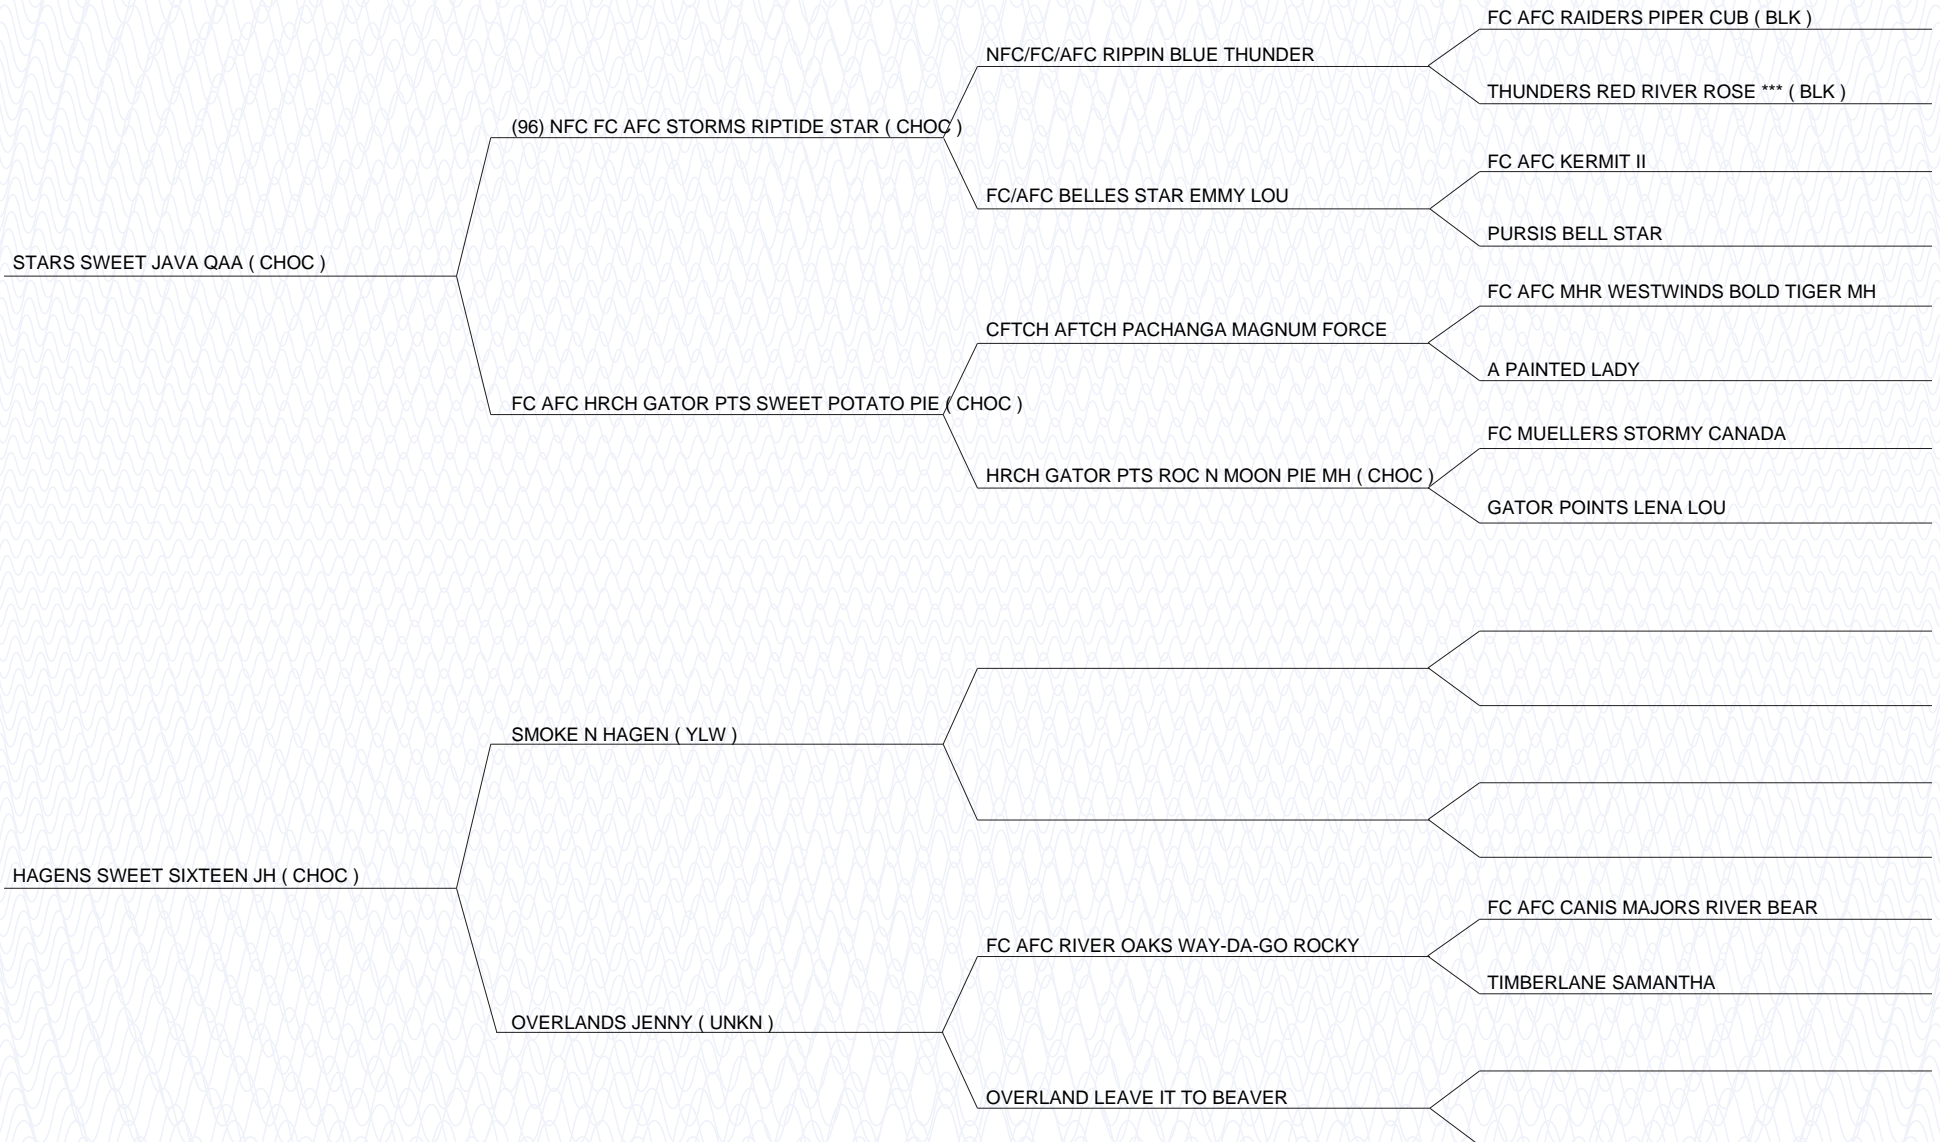 FC AFC RAIDERS PIPER CUB ( BLK )
NFC/FC/AFC RIPPIN BLUE THUNDER
THUNDERS RED RIVER ROSE *** ( BLK )
(96) NFC FC AFC STORMS RIPTIDE STAR ( CHOC )
FC AFC KERMIT II
FC/AFC BELLES STAR EMMY LOU
PURSIS BELL STAR
STARS SWEET JAVA QAA ( CHOC )
FC AFC MHR WESTWINDS BOLD TIGER MH
CFTCH AFTCH PACHANGA MAGNUM FORCE
A PAINTED LADY
FC AFC HRCH GATOR PTS SWEET POTATO PIE ( CHOC )
FC MUELLERS STORMY CANADA
HRCH GATOR PTS ROC N MOON PIE MH ( CHOC )
GATOR POINTS LENA LOU
SMOKE N HAGEN ( YLW )
HAGENS SWEET SIXTEEN JH ( CHOC )
FC AFC CANIS MAJORS RIVER BEAR
FC AFC RIVER OAKS WAY-DA-GO ROCKY
TIMBERLANE SAMANTHA
OVERLANDS JENNY ( UNKN )
OVERLAND LEAVE IT TO BEAVER